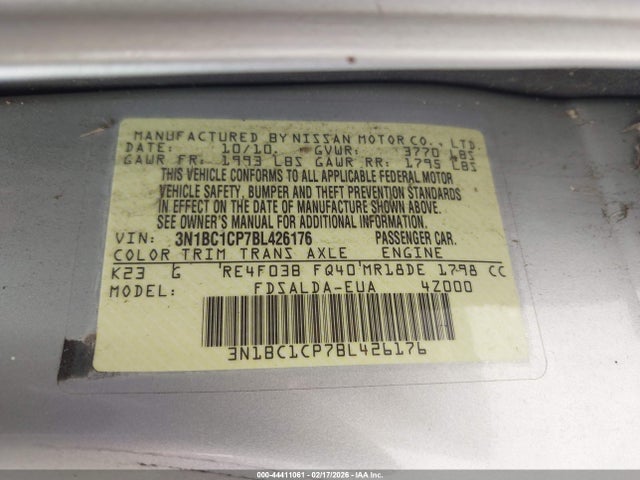 MANUFACTURED BY NISSAN MOTOR CO., LTD.
DATE: 10/10 GVWR: 3770 LBS
GAWR FR: 1993 LBS GAWR RR: 1795 LBS
THIS VEHICLE CONFORMS TO ALL APPLICABLE FEDERAL MOTOR
VEHICLE SAFETY, BUMPER AND THEFT PREVENTION STANDARDS
IN EFFECT ON THE DATE OF MANUFACTURE SHOWN ABOVE.
SEE OWNER'S MANUAL FOR ADDITIONAL INFORMATION.
VIN: 3N1BC1CP7BL426176 PASSENGER CAR.
COLOR TRIM TRANS AXLE ENGINE
K23 G RE4F03B FQ40 MR18DE 1798 CC
MODEL: FDSALDA-EUA 4Z000
3N1BC1CP7BL426176
000-44411061 - 02/17/2026 - IAAI